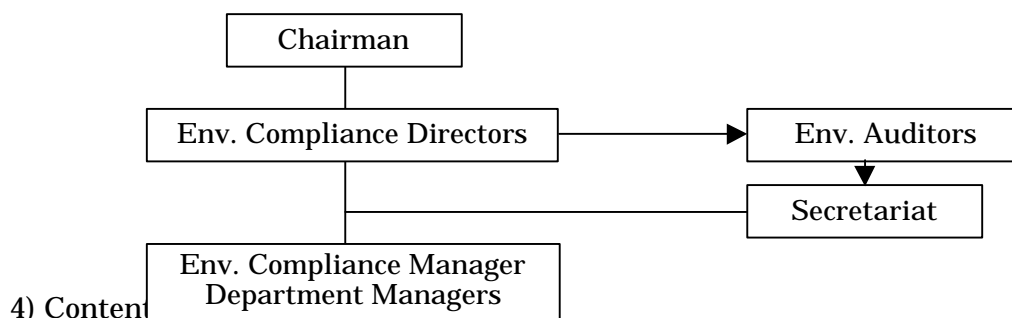 Chairman
Env. Compliance Directors
Env. Auditors
Secretariat
Env. Compliance Manager
Department Managers
4) Content